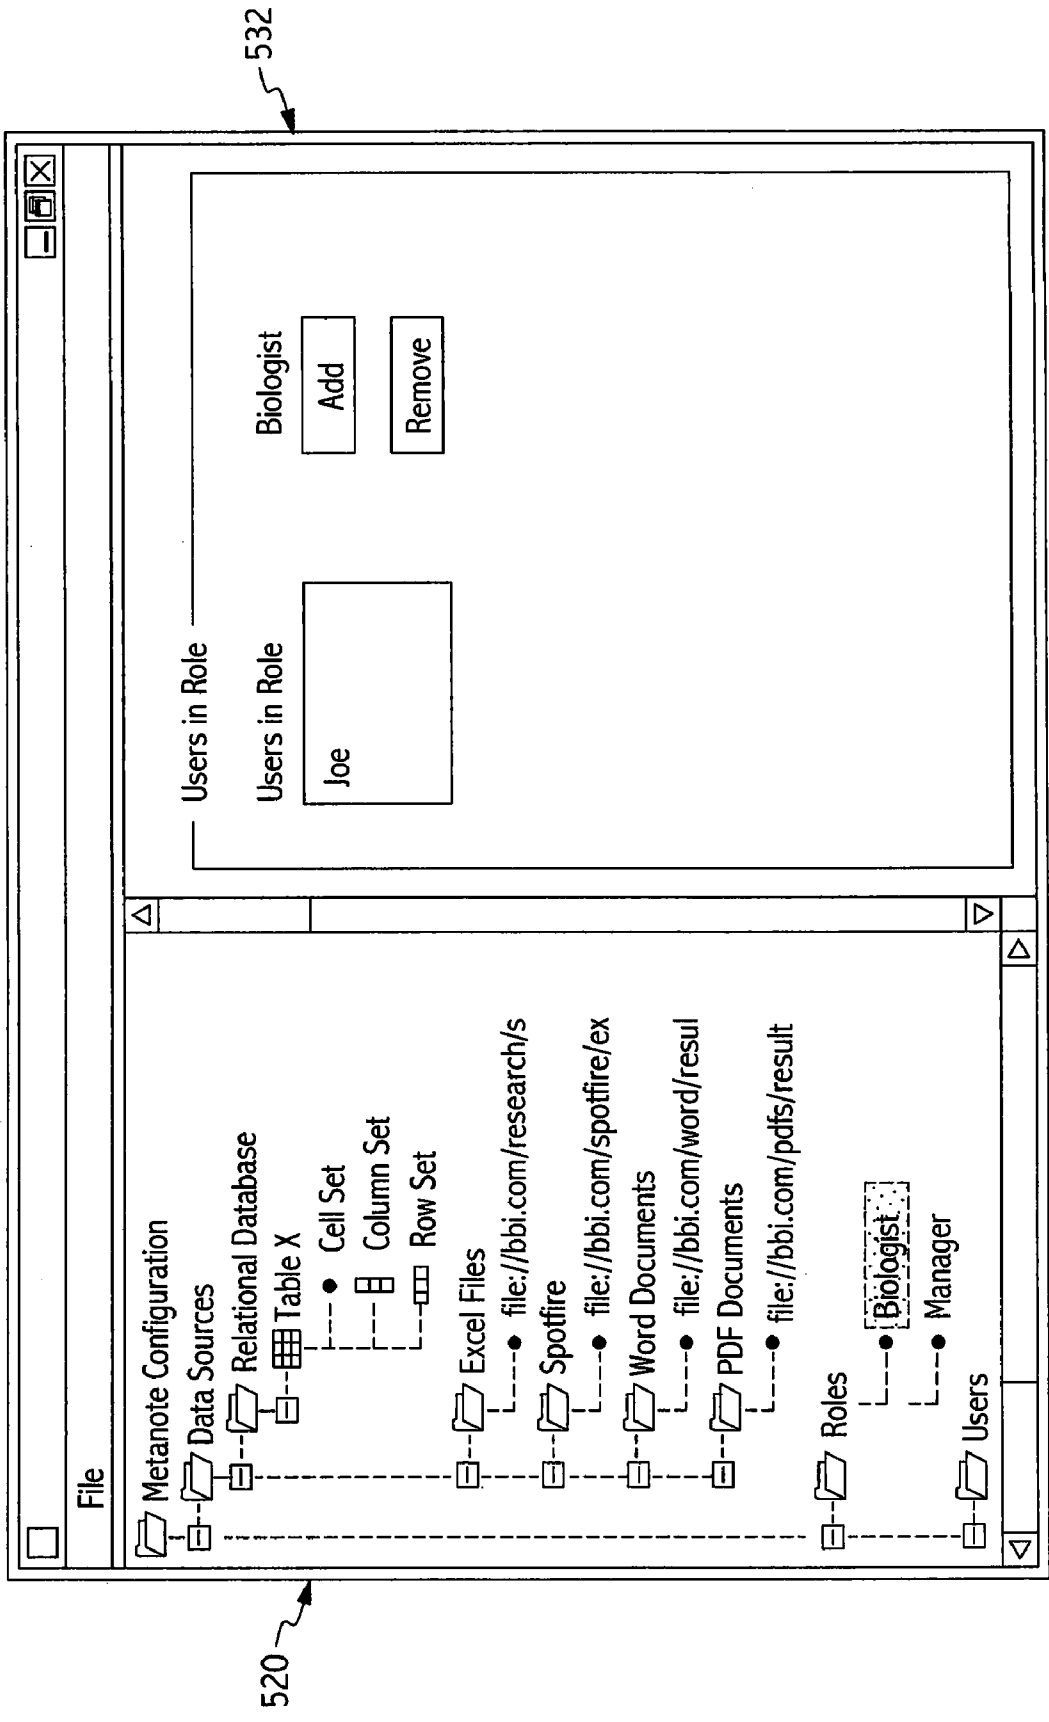 532
520
File
Metanote Configuration
Data Sources
Relational Database
Table X
Cell Set
Column Set
Row Set
Excel Files
file://bbi.com/research/s
Spotfire
file://bbi.com/spotfire/ex
Word Documents
file://bbi.com/word/resul
PDF Documents
file://bbi.com/pdfs/result
Roles
Biologist
Manager
Users
Users in Role
Users in Role
Biologist
Joe
Add
Remove